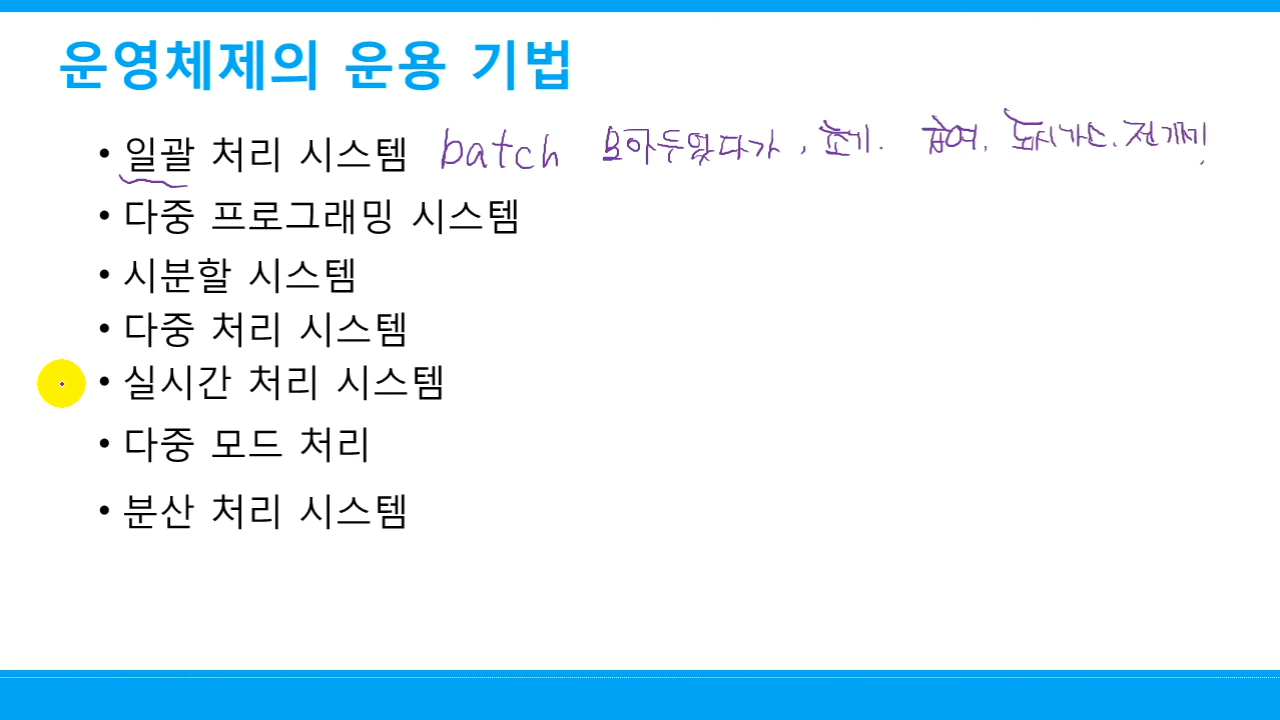 운영체제의 운용 기법
• 일괄 처리 시스템 batch 모아두었다가, 초기. 급여. 도시가스. 전기세.
• 다중 프로그래밍 시스템
• 시분할 시스템
• 다중 처리 시스템
• 실시간 처리 시스템
• 다중 모드 처리
• 분산 처리 시스템